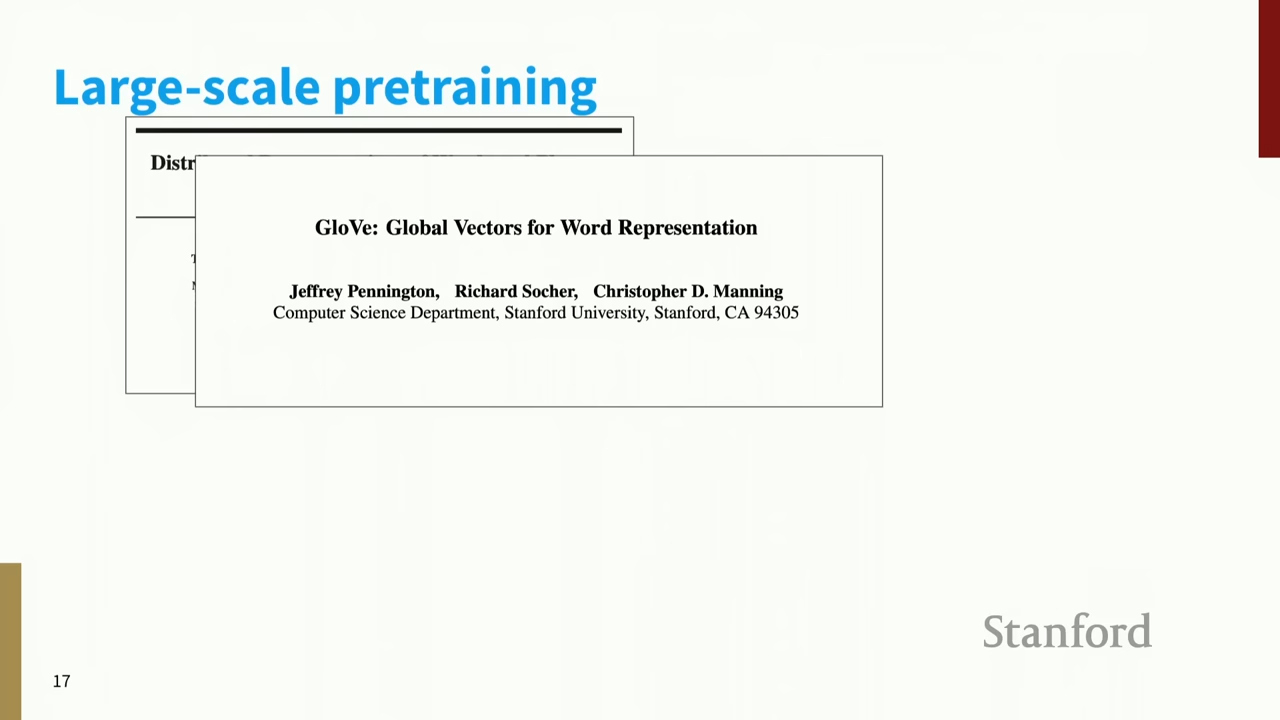 Large-scale pretraining
Distr
GloVe: Global Vectors for Word Representation
Jeffrey Pennington, Richard Socher, Christopher D. Manning
Computer Science Department, Stanford University, Stanford, CA 94305
Stanford
17